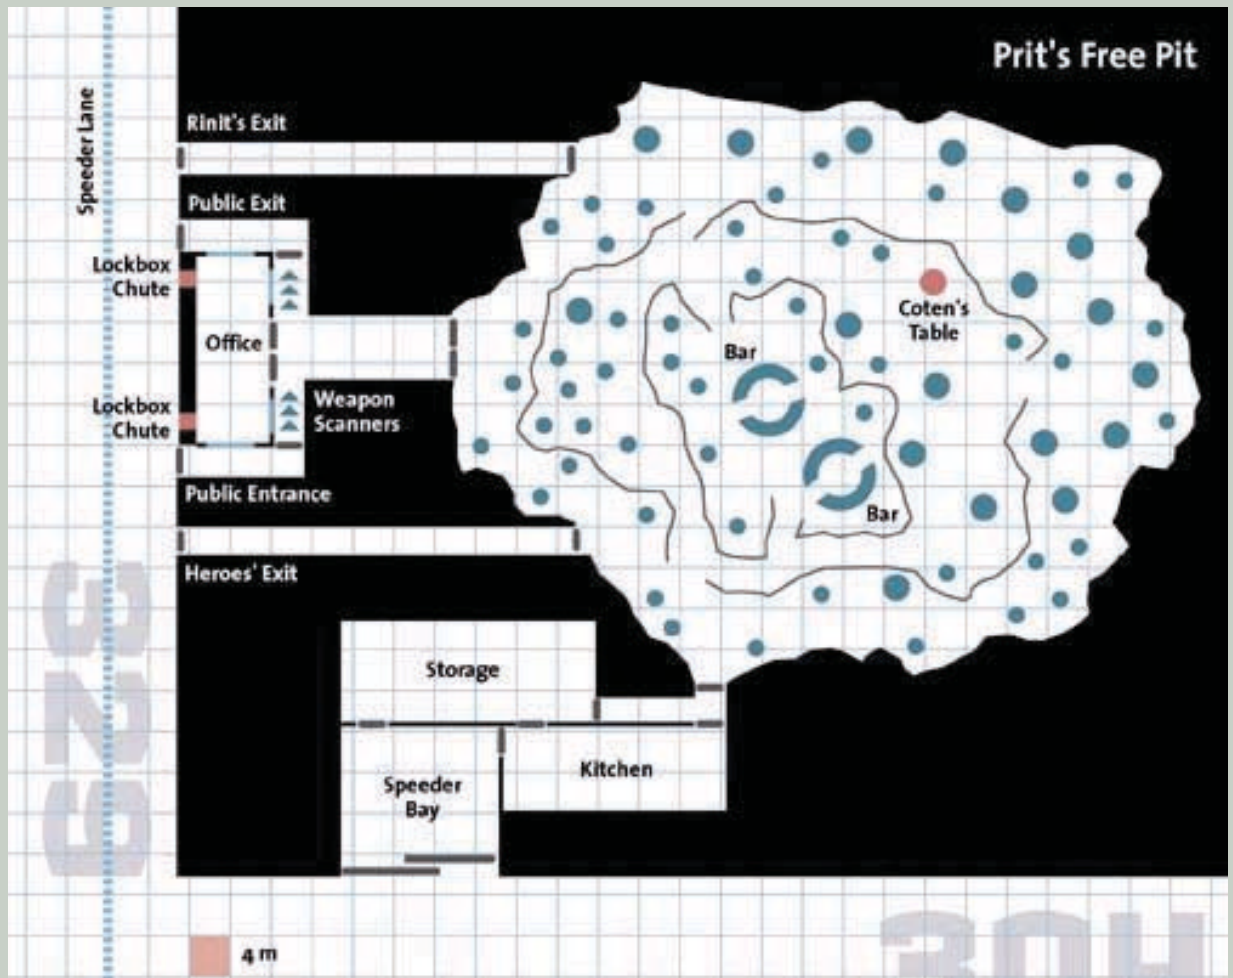 Prit's Free Pit
Speeder Lane
Rinit's Exit
Public Exit
Lockbox
Chute
Office
Coten's
Table
Bar
Lockbox
Chute
Weapon
Scanners
Public Entrance
Bar
Heroes' Exit
329
Storage
Kitchen
Speeder
Bay
4 m